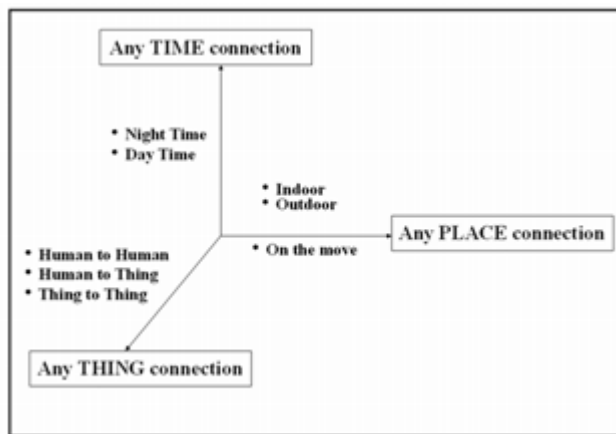 Any TIME connection
• Night Time
• Day Time
• Indoor
• Outdoor
Any PLACE connection
• On the move
• Human to Human
• Human to Thing
• Thing to Thing
Any THING connection